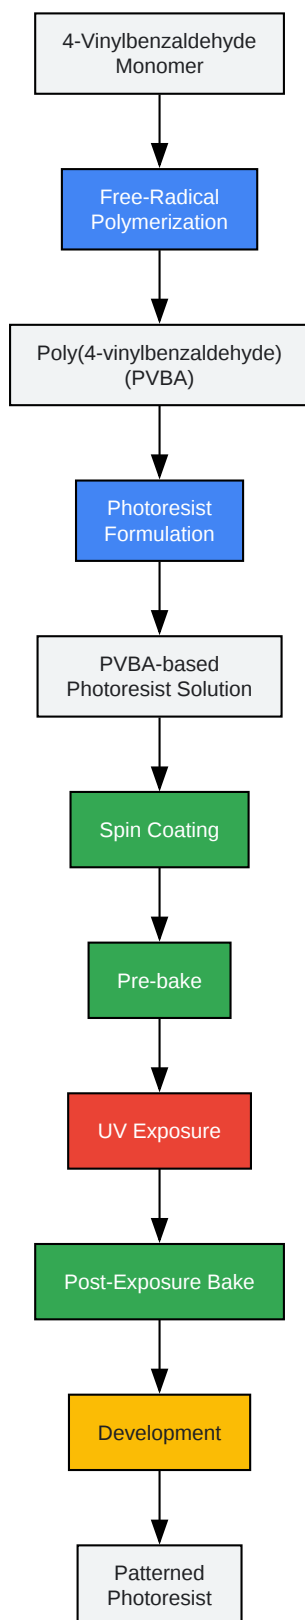 4-Vinylbenzaldehyde
Monomer
Free-Radical
Polymerization
Poly(4-vinylbenzaldehyde)
(PVBA)
Photoresist
Formulation
PVBA-based
Photoresist Solution
Spin Coating
Pre-bake
UV Exposure
Post-Exposure Bake
Development
Patterned
Photoresist